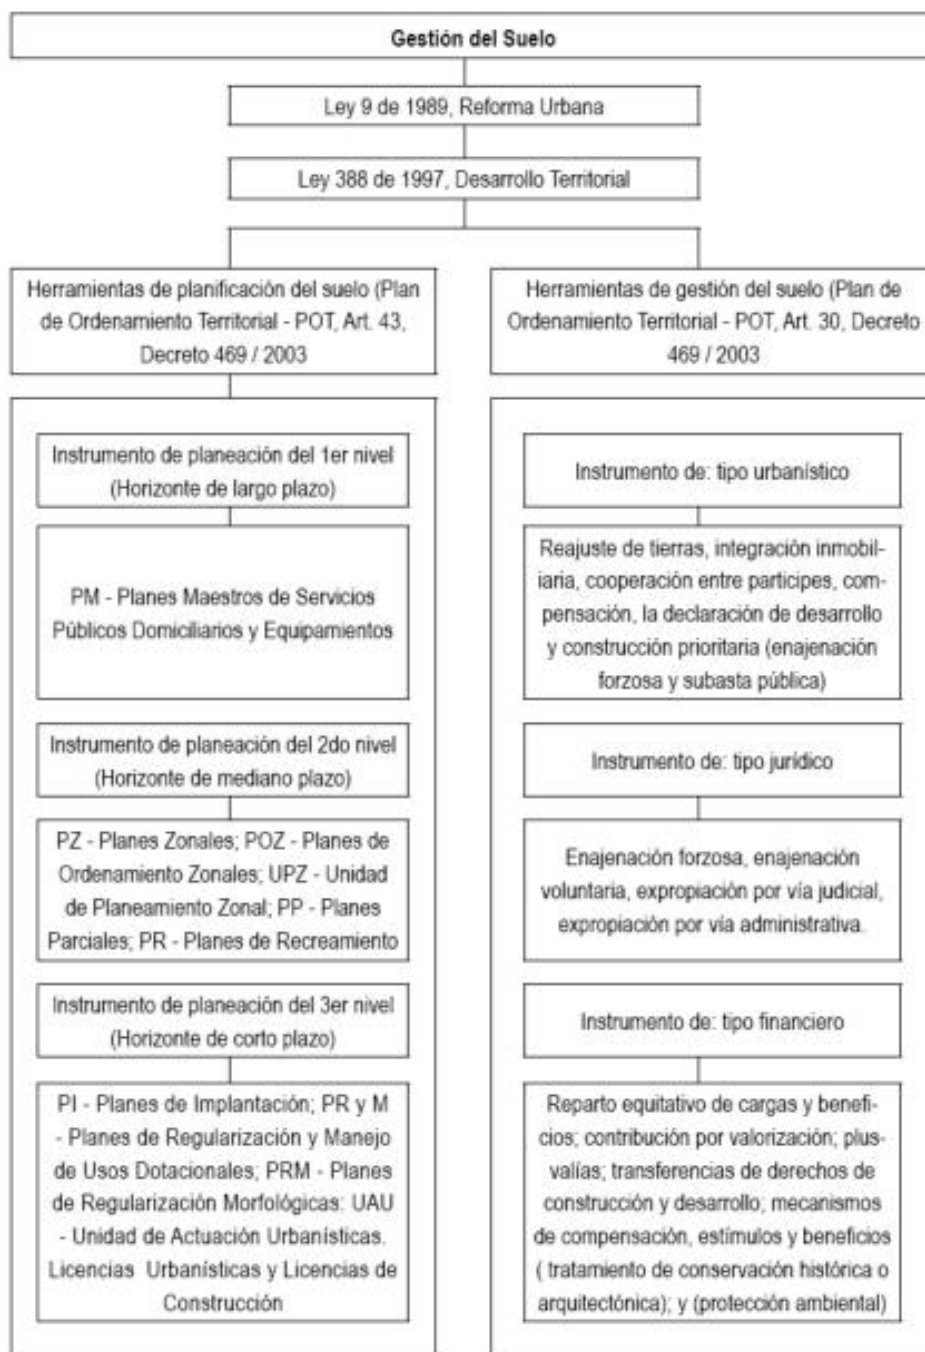 Gestión del Suelo
Ley 9 de 1989, Reforma Urbana
Ley 388 de 1997, Desarrollo Territorial
Herramientas de planificación del suelo (Plan
de Ordenamiento Territorial - POT, Art. 43,
Decreto 469 / 2003
Herramientas de gestión del suelo (Plan de
Ordenamiento Territorial - POT, Art. 30, Decreto
469 / 2003
Instrumento de planeación del 1er nivel
(Horizonte de largo plazo)
PM - Planes Maestros de Servicios
Públicos Domiciliarios y Equipamientos
Instrumento de planeación del 2do nivel
(Horizonte de mediano plazo)
PZ - Planes Zonales; POZ - Planes de
Ordenamiento Zonales; UPZ - Unidad
de Planeamiento Zonal; PP - Planes
Parciales; PR - Planes de Recreamiento
Instrumento de planeación del 3er nivel
(Horizonte de corto plazo)
PI - Planes de Implantación; PR y M
- Planes de Regularización y Manejo
de Usos Dotacionales; PRM - Planes
de Regularización Morfológicas: UAU
- Unidad de Actuación Urbanísticas.
Licencias Urbanísticas y Licencias de
Construcción
Instrumento de: tipo urbanístico
Reajuste de tierras, integración inmobil-
iaria, cooperación entre participes, com-
pensación, la declaración de desarrollo
y construcción prioritaria (enajenación
forzosa y subasta pública)
Instrumento de: tipo jurídico
Enajenación forzosa, enajenación
voluntaria, expropiación por vía judicial,
expropiación por vía administrativa.
Instrumento de: tipo financiero
Reparto equitativo de cargas y benefi-
cios; contribución por valorización; plus-
valías; transferencias de derechos de
construcción y desarrollo; mecanismos
de compensación, estímulos y beneficios
( tratamiento de conservación histórica o
arquitectónica); y (protección ambiental)